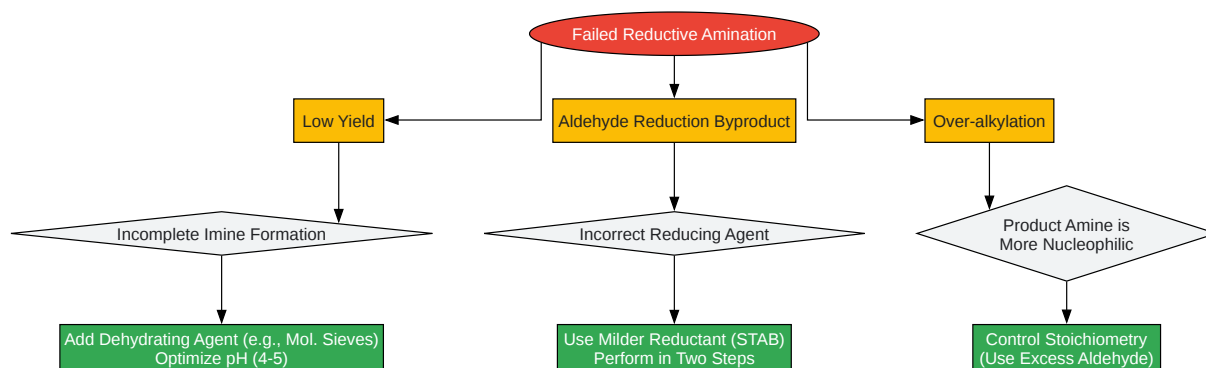 Failed Reductive Amination
Low Yield
Aldehyde Reduction Byproduct
Over-alkylation
Incomplete Imine Formation
Incorrect Reducing Agent
Product Amine is
More Nucleophilic
Add Dehydrating Agent (e.g., Mol. Sieves)
Optimize pH (4-5)
Use Milder Reductant (STAB)
Perform in Two Steps
Control Stoichiometry
(Use Excess Aldehyde)